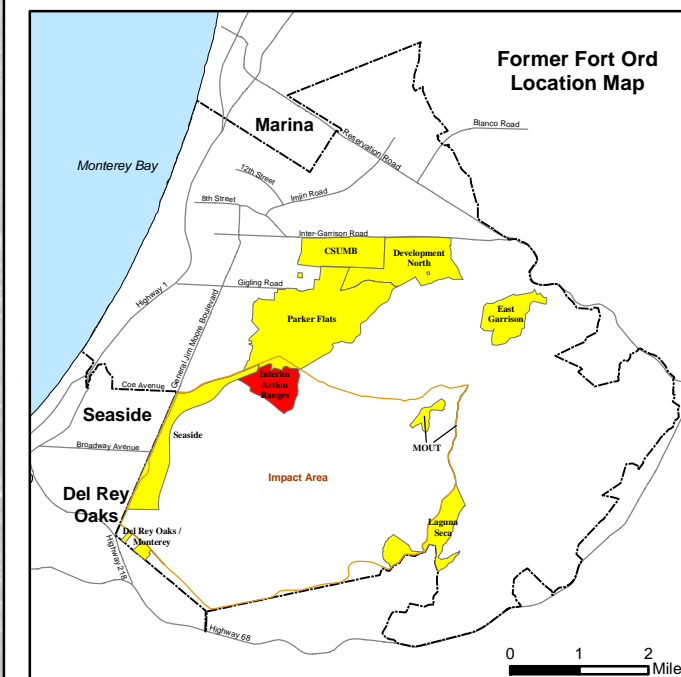 Former Fort Ord
Location Map
Marina
Blanco Road
Reservation Road
Monterey Bay
12th Street
Imjin Road
8th Street
Inter-Garrison Road
CSUMB
Development
North
Highway 1
Gigling Road
General Jim Moore Boulevard
Parker Flats
East
Garrison
Interim
Action
Ranges
Coe Avenue
Seaside
Seaside
Broadway Avenue
MOUT
Impact Area
Del Rey
Oaks
Laguna
Seca
Del Rey Oaks /
Monterey
Highway 218
Highway 68
0 1 2
Mile